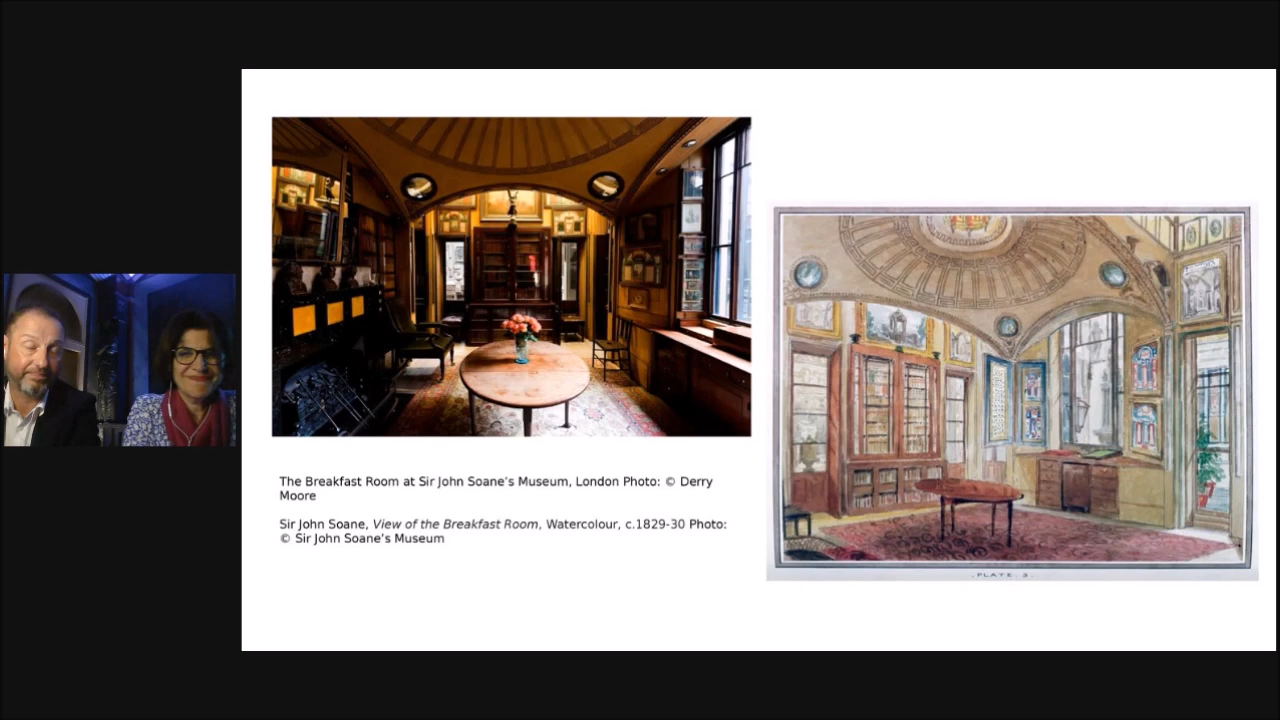 The Breakfast Room at Sir John Soane's Museum, London Photo: © Derry
Moore
Sir John Soane, View of the Breakfast Room, Watercolour, c.1829-30 Photo:
© Sir John Soane's Museum
. PLATE 3 .